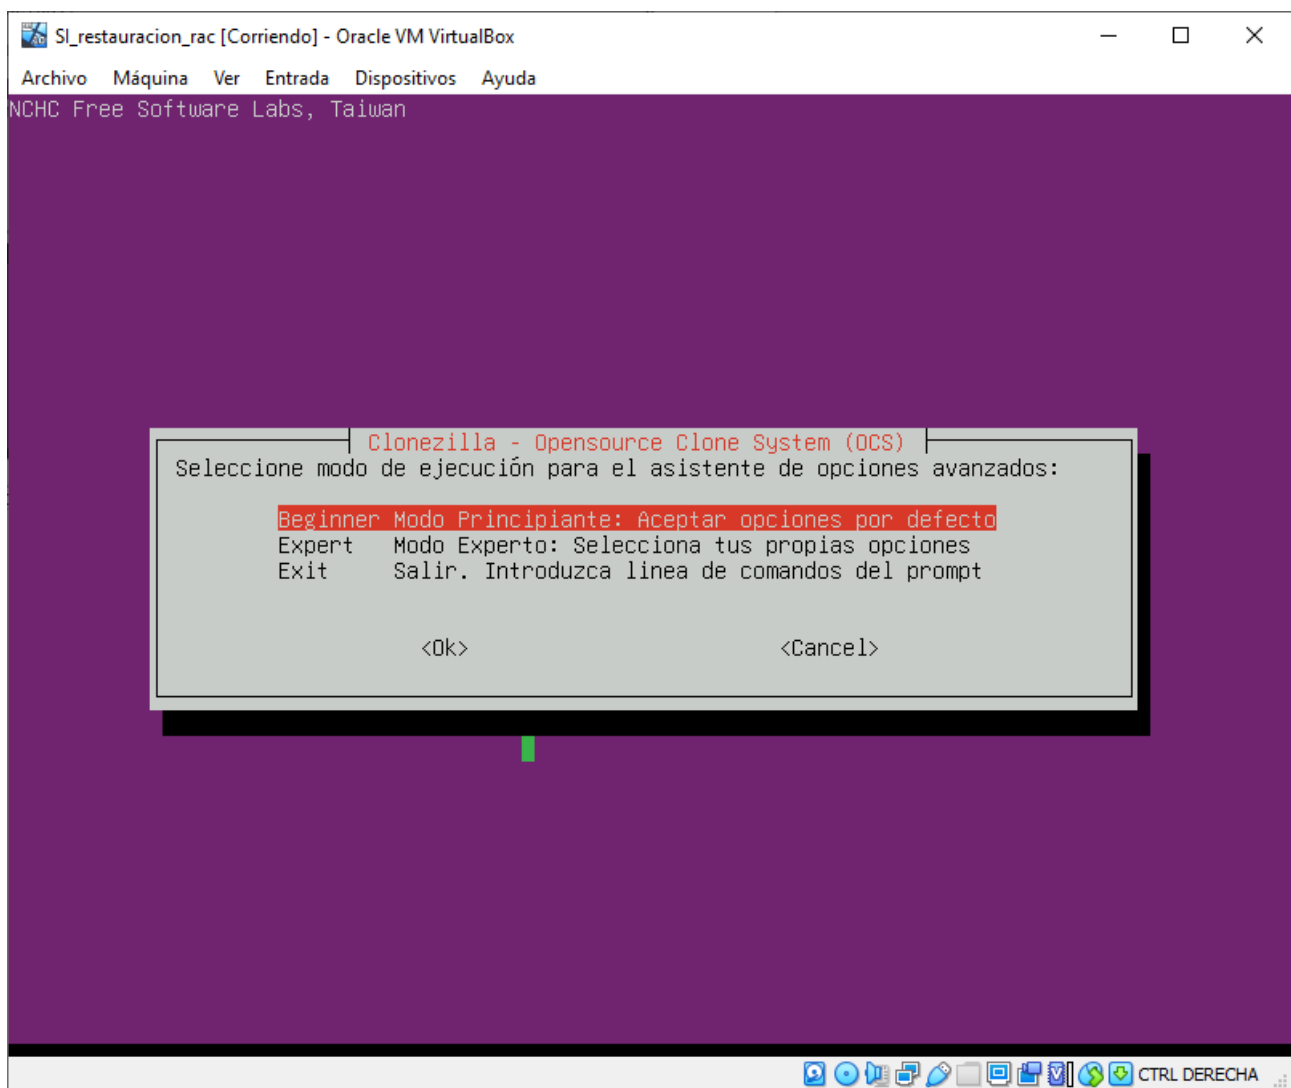 SI_restauracion_rac [Corriendo] - Oracle VM VirtualBox
Archivo Máquina Ver Entrada Dispositivos Ayuda
NCHC Free Software Labs, Taiwan
Clonezilla - Opensource Clone System (OCS)
Seleccione modo de ejecución para el asistente de opciones avanzados:
Beginner Modo Principiante: Aceptar opciones por defecto
Expert Modo Experto: Selecciona tus propias opciones
Exit Salir. Introduzca linea de comandos del prompt
<Ok> <Cancel>
CTRL DERECHA